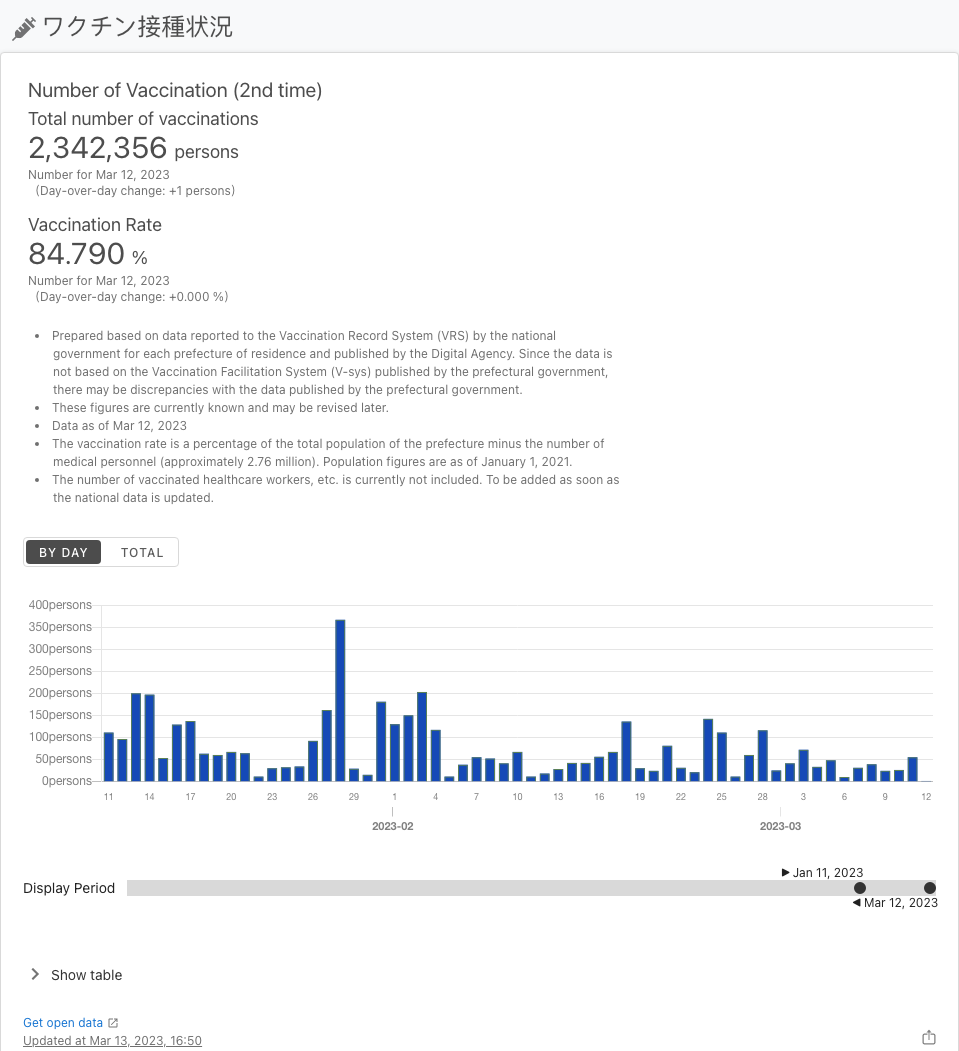 ワクチン接種状況
Number of Vaccination (2nd time)
Total number of vaccinations
2,342,356 persons
Number for Mar 12, 2023
(Day-over-day change: +1 persons)
Vaccination Rate
84.790 %
Number for Mar 12, 2023
(Day-over-day change: +0.000 %)
• Prepared based on data reported to the Vaccination Record System (VRS) by the national
government for each prefecture of residence and published by the Digital Agency. Since the data is
not based on the Vaccination Facilitation System (V-sys) published by the prefectural government,
there may be discrepancies with the data published by the prefectural government.
• These figures are currently known and may be revised later.
• Data as of Mar 12, 2023
• The vaccination rate is a percentage of the total population of the prefecture minus the number of
medical personnel (approximately 2.76 million). Population figures are as of January 1, 2021.
• The number of vaccinated healthcare workers, etc. is currently not included. To be added as soon as
the national data is updated.
BY DAY TOTAL
400persons
350persons
300persons
250persons
200persons
150persons
100persons
50persons
0persons
11 14 17 20 23 26 29 1 4 7 10 13 16 19 22 25 28 3 6 9 12
2023-02 2023-03
▶ Jan 11, 2023
Display Period
◀ Mar 12, 2023
Show table
Get open data
Updated at Mar 13, 2023, 16:50